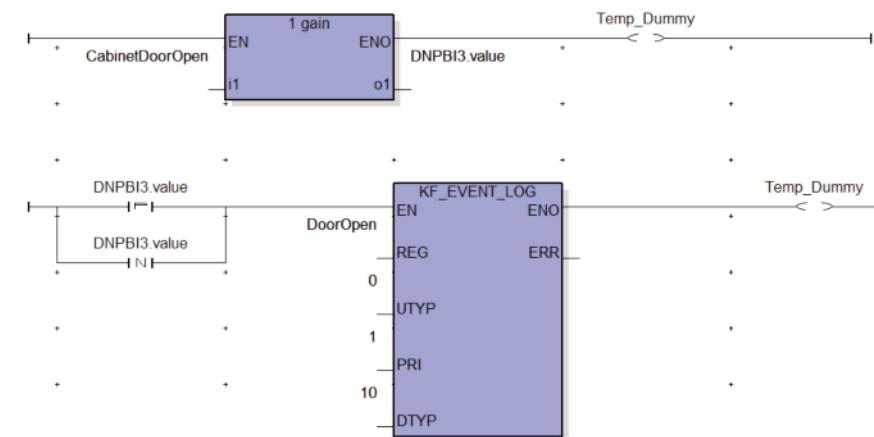 1 gain
Temp_Dummy
EN
ENO
CabinetDoorOpen
DNPBI3.value
i1
o1
DNPBI3.value
KF_EVENT_LOG
Temp_Dummy
EN
ENO
DoorOpen
DNPBI3.value
REG
ERR
N
0
UTYP
1
PRI
10
DTYP